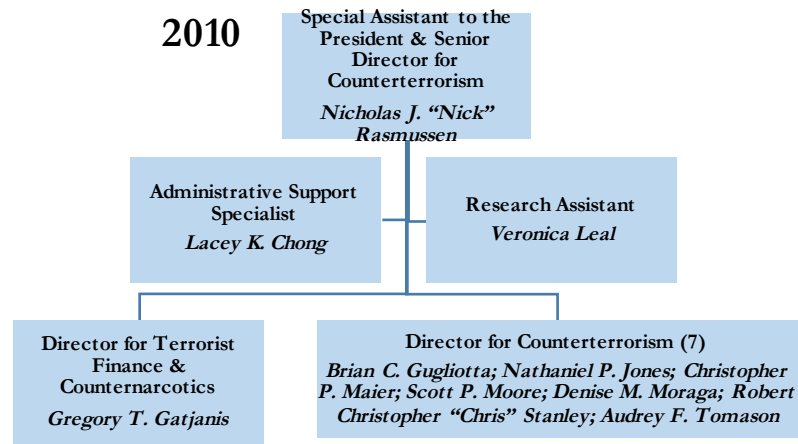 2010
Special Assistant to the
President & Senior
Director for
Counterterrorism
Nicholas J. “Nick”
Rasmussen
Administrative Support
Specialist
Lacey K. Chong
Research Assistant
Veronica Leal
Director for Terrorist
Finance &
Counternarcotics
Gregory T. Gatjanis
Director for Counterterrorism (7)
Brian C. Gugliotta; Nathaniel P. Jones; Christopher
P. Maier; Scott P. Moore; Denise M. Moraga; Robert
Christopher “Chris” Stanley; Audrey F. Tomason